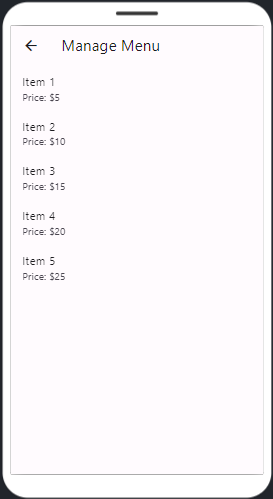 Manage Menu
Item 1
Price: $5
Item 2
Price: $10
Item 3
Price: $15
Item 4
Price: $20
Item 5
Price: $25